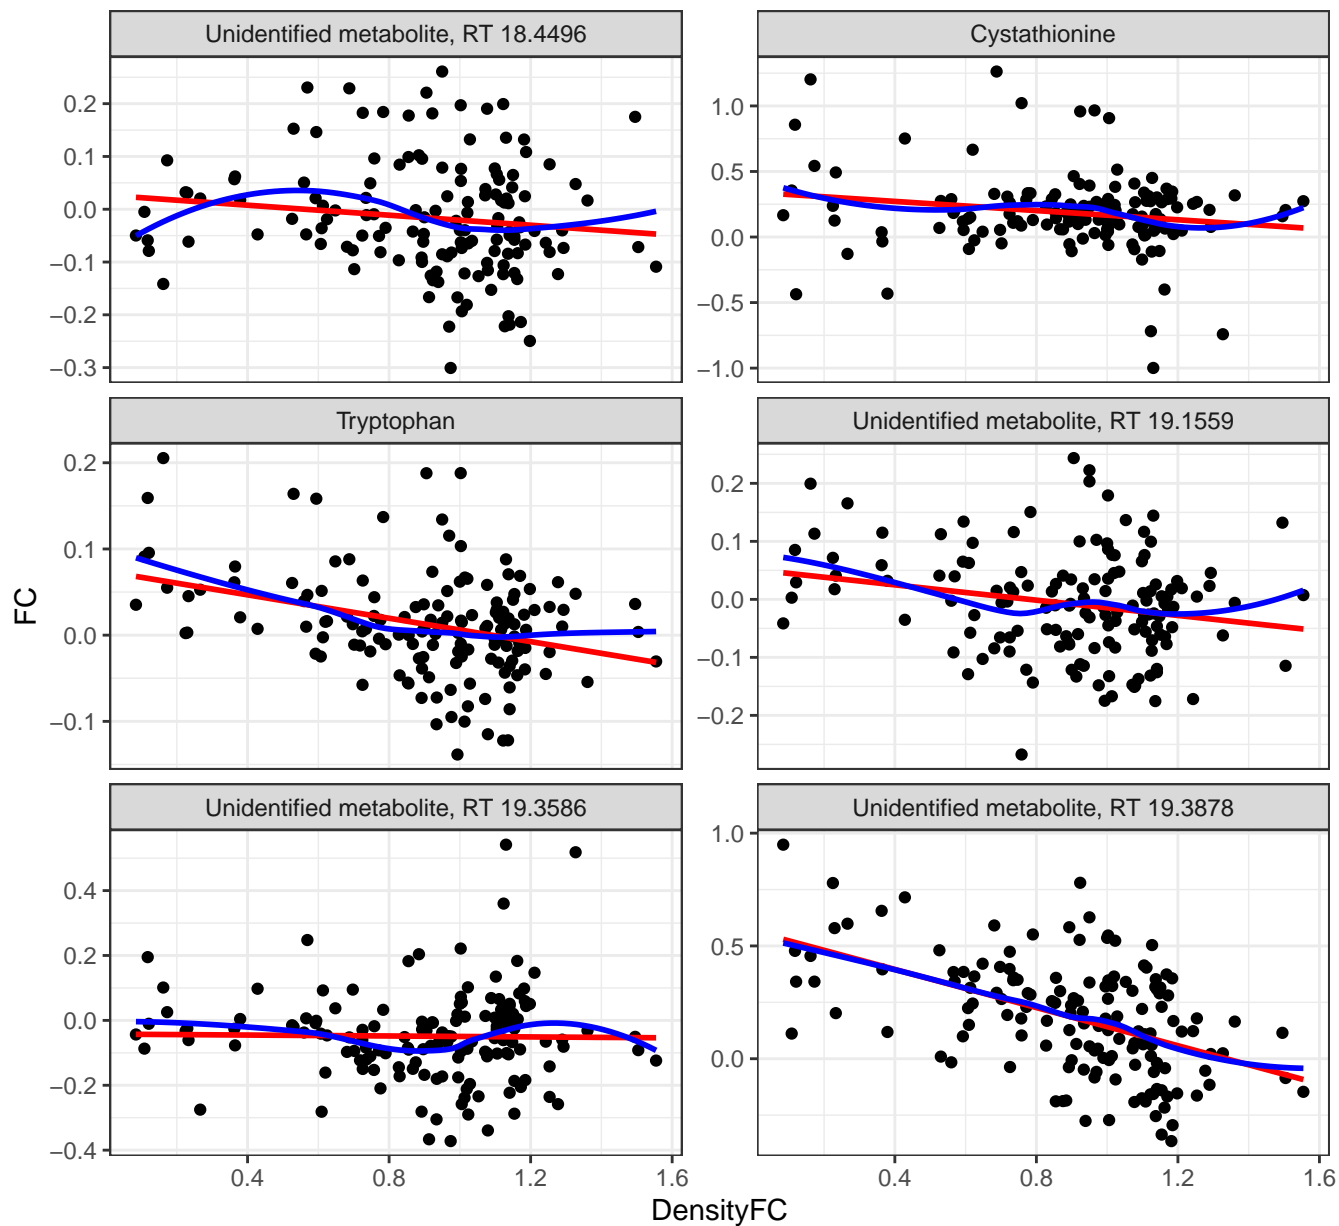 Unidentified metabolite, RT 18.4496
Cystathionine
0.2
0.1
0.0
−0.1
−0.2
−0.3
1.0
0.5
0.0
−0.5
−1.0
Tryptophan
Unidentified metabolite, RT 19.1559
0.2
0.1
0.0
−0.1
0.2
0.1
0.0
−0.1
−0.2
FC
Unidentified metabolite, RT 19.3586
Unidentified metabolite, RT 19.3878
0.4
0.2
0.0
−0.2
−0.4
1.0
0.5
0.0
0.4 0.8 1.2 1.6
0.4 0.8 1.2 1.6
DensityFC